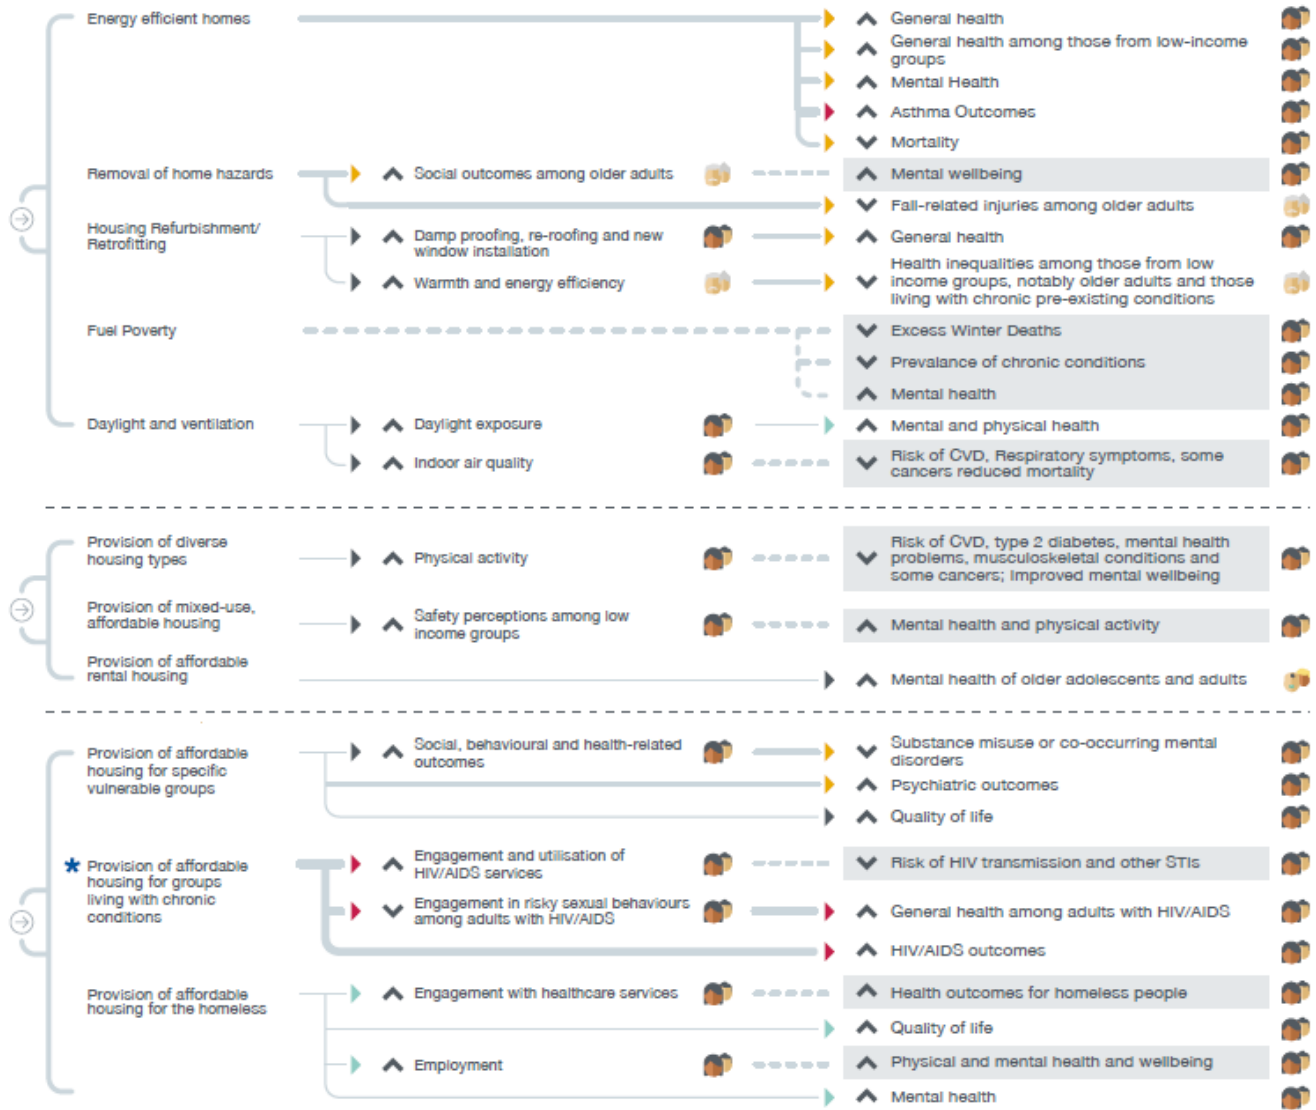 Energy efficient homes
General health
General health among those from low-income
groups
Mental Health
Asthma Outcomes
Mortality
Removal of home hazards
Social outcomes among older adults
Mental wellbeing
Fall-related injuries among older adults
Housing Refurbishment/
Retrofitting
Damp proofing, re-roofing and new
window installation
General health
Warmth and energy efficiency
Health inequalities among those from low
income groups, notably older adults and those
living with chronic pre-existing conditions
Fuel Poverty
Excess Winter Deaths
Prevalance of chronic conditions
Mental health
Daylight and ventilation
Daylight exposure
Mental and physical health
Indoor air quality
Risk of CVD, Respiratory symptoms, some
cancers reduced mortality
Provision of diverse
housing types
Physical activity
Risk of CVD, type 2 diabetes, mental health
problems, musculoskeletal conditions and
some cancers; improved mental wellbeing
Provision of mixed-use,
affordable housing
Safety perceptions among low
income groups
Mental health and physical activity
Provision of affordable
rental housing
Mental health of older adolescents and adults
Provision of affordable
housing for specific
vulnerable groups
Social, behavioural and health-related
outcomes
Substance misuse or co-occurring mental
disorders
Psychiatric outcomes
Quality of life
* Provision of affordable
housing for groups
living with chronic
conditions
Engagement and utilisation of
HIV/AIDS services
Risk of HIV transmission and other STIs
Engagement in risky sexual behaviours
among adults with HIV/AIDS
General health among adults with HIV/AIDS
HIV/AIDS outcomes
Provision of affordable
housing for the homeless
Engagement with healthcare services
Health outcomes for homeless people
Quality of life
Employment
Physical and mental health and wellbeing
Mental health